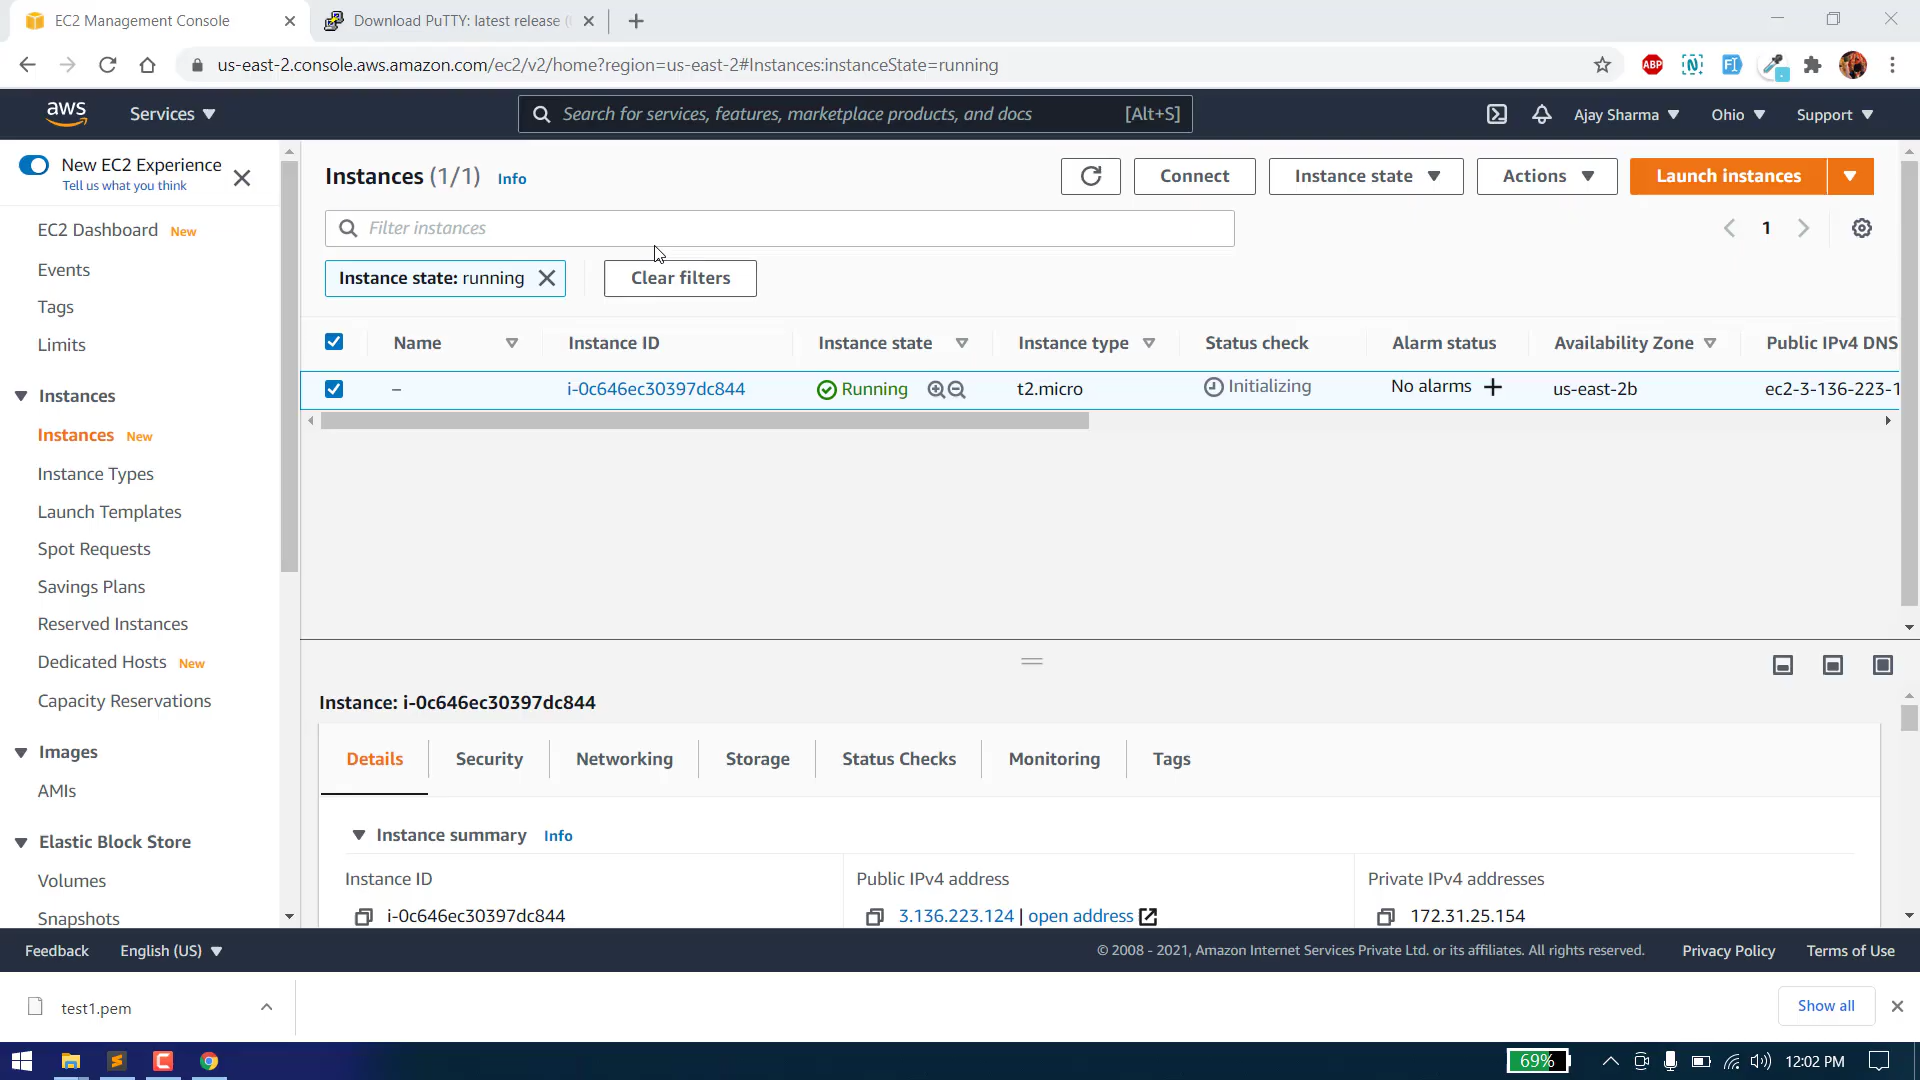 EC2 Management Console
Download PuTTY: latest release (
us-east-2.console.aws.amazon.com/ec2/v2/home?region=us-east-2#Instances:instanceState=running
ABP
aws
Services
Search for services, features, marketplace products, and docs
[Alt+S]
Ajay Sharma
Ohio
Support
New EC2 Experience
Tell us what you think
EC2 Dashboard New
Events
Tags
Limits
Instances
Instances New
Instance Types
Launch Templates
Spot Requests
Savings Plans
Reserved Instances
Dedicated Hosts New
Capacity Reservations
Images
AMIs
Elastic Block Store
Volumes
Snapshots
Instances (1/1) Info
Connect
Instance state
Actions
Launch instances
Filter instances
1
Instance state: running
Clear filters
Name Instance ID Instance state Instance type Status check Alarm status Availability Zone Public IPv4 DNS
– i-0c646ec30397dc844 Running t2.micro Initializing No alarms + us-east-2b ec2-3-136-223-1
Instance: i-0c646ec30397dc844
Details Security Networking Storage Status Checks Monitoring Tags
Instance summary Info
Instance ID Public IPv4 address Private IPv4 addresses
i-0c646ec30397dc844 3.136.223.124 | open address 172.31.25.154
Feedback English (US)
© 2008 - 2021, Amazon Internet Services Private Ltd. or its affiliates. All rights reserved. Privacy Policy Terms of Use
test1.pem
Show all
69%
12:02 PM